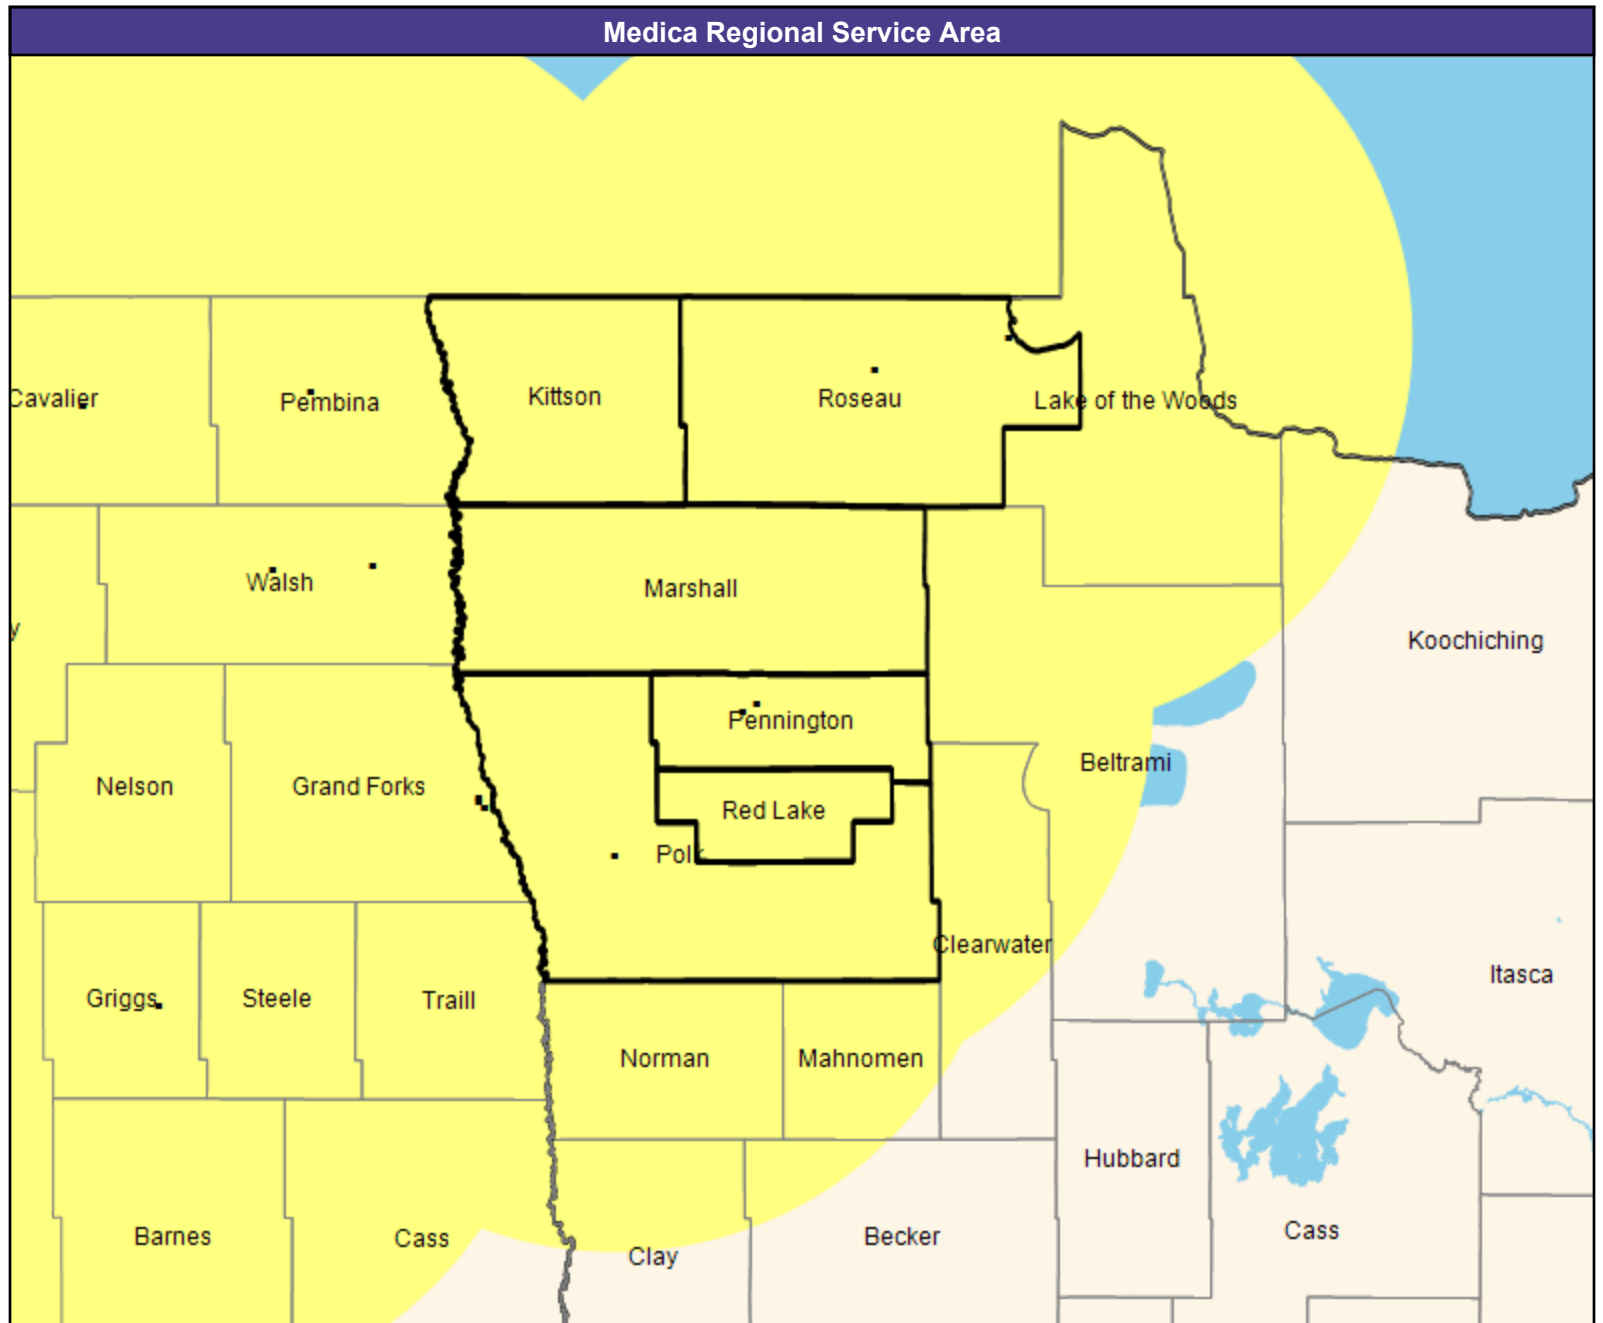 Medica Regional Service Area
Cavalier
Pembina
Kittson
Roseau
Lake of the Woods
Walsh
Marshall
y
Koochiching
Pennington
Beltrami
Nelson
Grand Forks
Red Lake
Polk
Clearwater
Griggs
Steele
Traill
Itasca
Norman
Mahnomen
Hubbard
Barnes
Cass
Clay
Becker
Cass